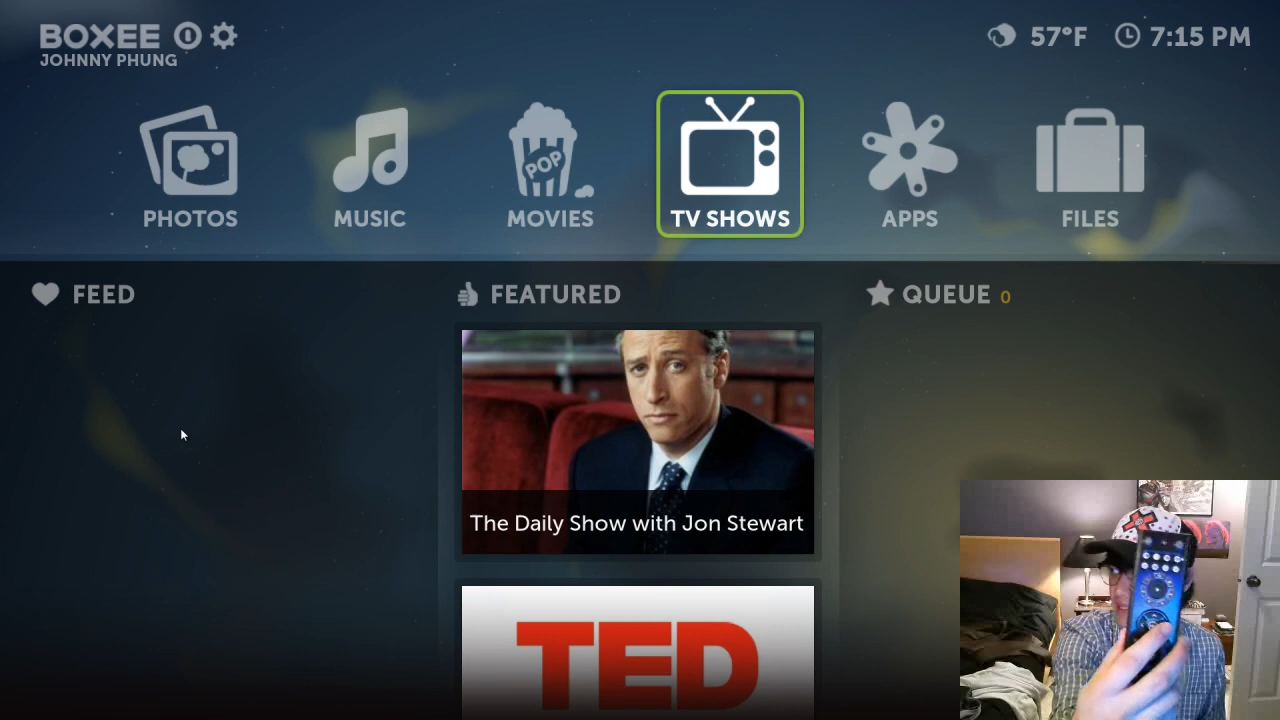 BOXEE
JOHNNY PHUNG
57°F
7:15 PM
POP
PHOTOS
MUSIC
MOVIES
TV SHOWS
APPS
FILES
FEED
FEATURED
QUEUE 0
The Daily Show with Jon Stewart
TED